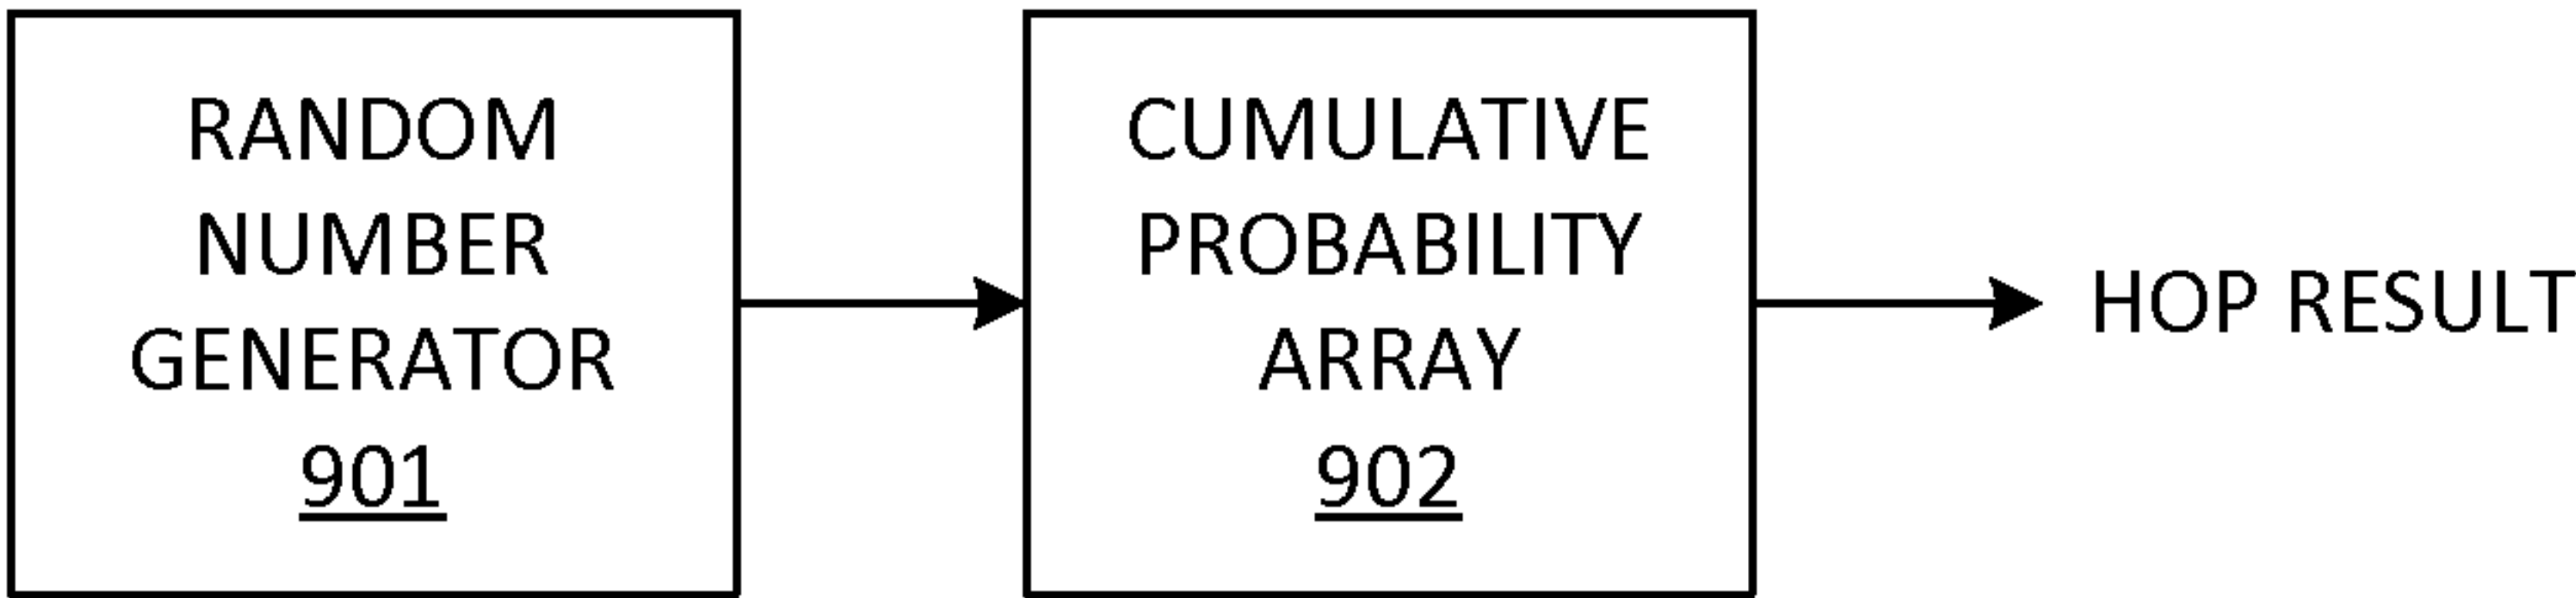 RANDOM
NUMBER
GENERATOR
901
CUMULATIVE
PROBABILITY
ARRAY
902
HOP RESULT